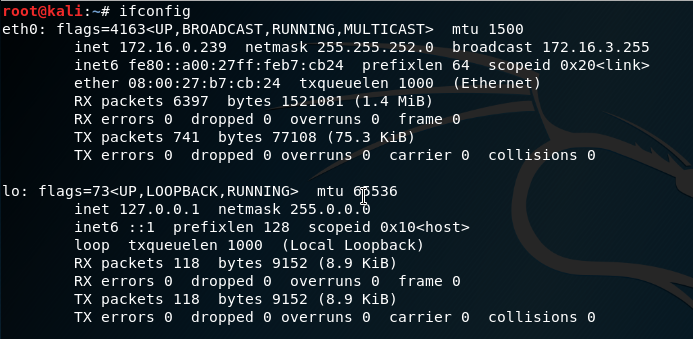 root@kali:~# ifconfig
eth0: flags=4163<UP,BROADCAST,RUNNING,MULTICAST>  mtu 1500
        inet 172.16.0.239  netmask 255.255.252.0  broadcast 172.16.3.255
        inet6 fe80::a00:27ff:feb7:cb24  prefixlen 64  scopeid 0x20<link>
        ether 08:00:27:b7:cb:24  txqueuelen 1000  (Ethernet)
        RX packets 6397  bytes 1521081 (1.4 MiB)
        RX errors 0  dropped 0  overruns 0  frame 0
        TX packets 741  bytes 77108 (75.3 KiB)
        TX errors 0  dropped 0 overruns 0  carrier 0  collisions 0

lo: flags=73<UP,LOOPBACK,RUNNING>  mtu 65536
        inet 127.0.0.1  netmask 255.0.0.0
        inet6 ::1  prefixlen 128  scopeid 0x10<host>
        loop  txqueuelen 1000  (Local Loopback)
        RX packets 118  bytes 9152 (8.9 KiB)
        RX errors 0  dropped 0  overruns 0  frame 0
        TX packets 118  bytes 9152 (8.9 KiB)
        TX errors 0  dropped 0 overruns 0  carrier 0  collisions 0